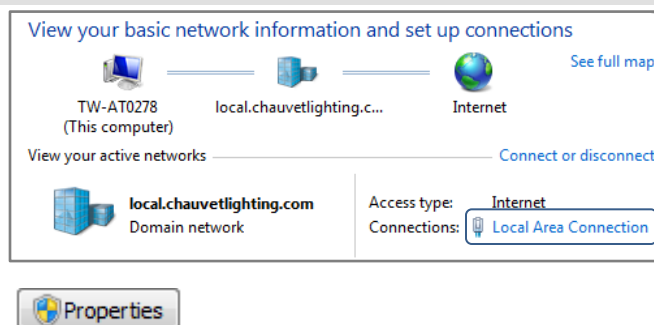 View your basic network information and set up connections
See full map
TW-AT0278
(This computer)
local.chauvetlighting.c...
Internet
View your active networks
Connect or disconnect
local.chauvetlighting.com
Domain network
Access type: Internet
Connections: Local Area Connection
Properties